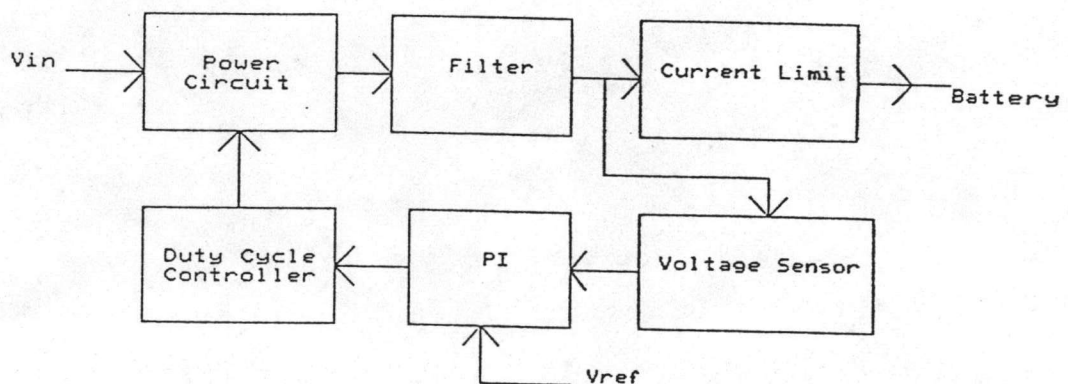 Vin
Power
Circuit
Filter
Current Limit
Battery
Duty Cycle
Controller
PI
Voltage Sensor
Vref